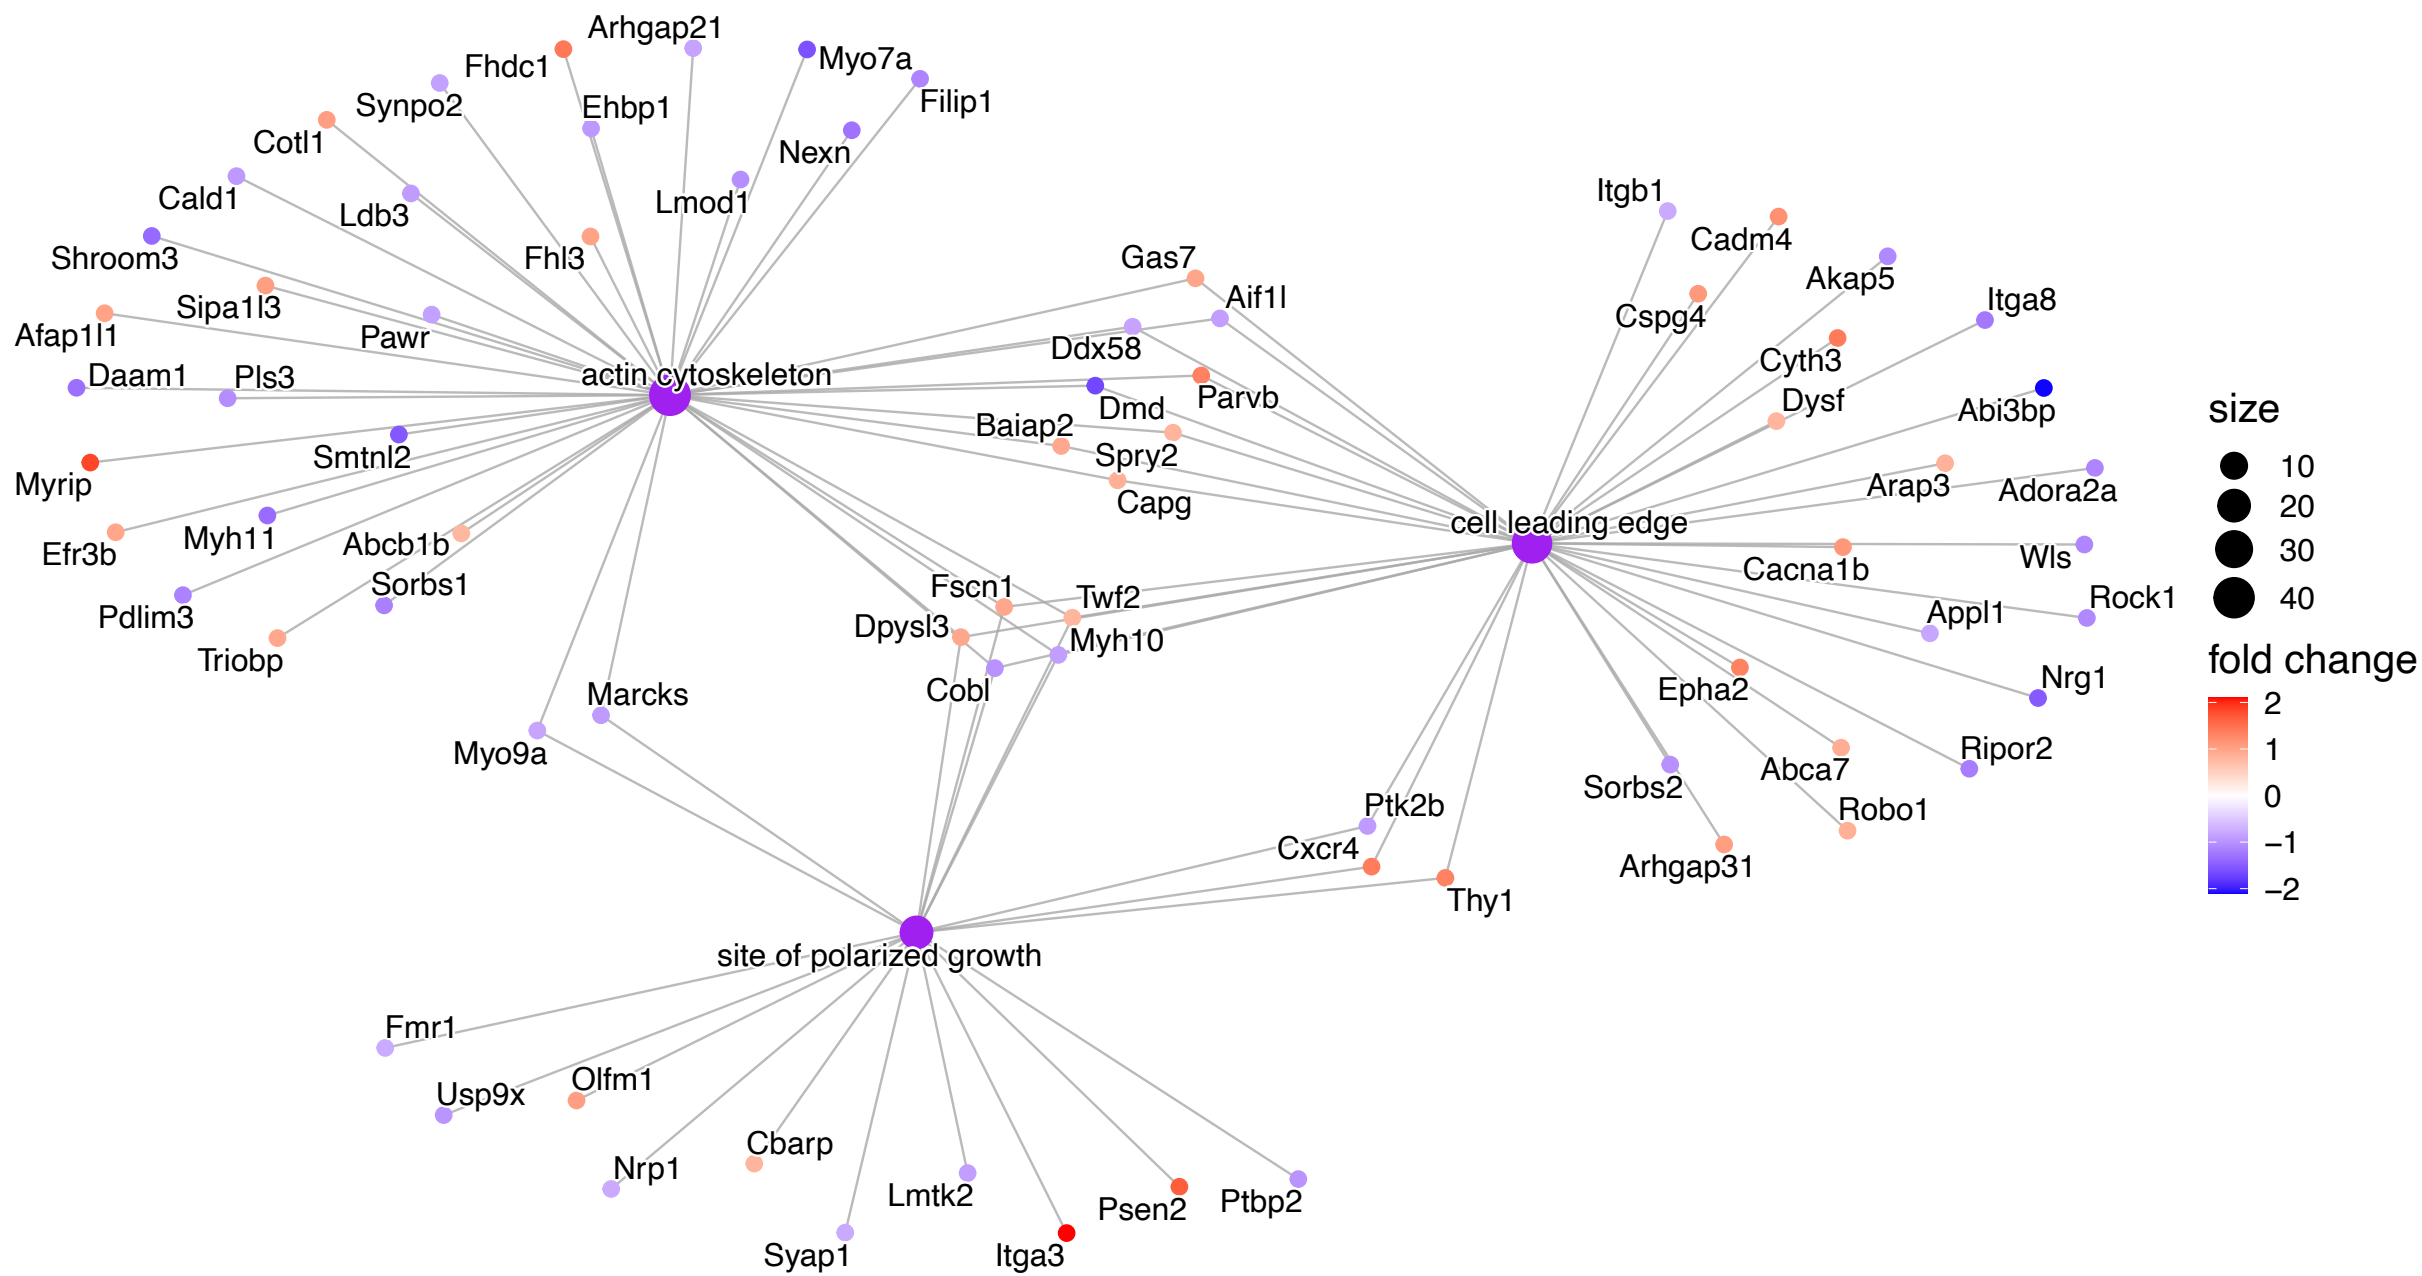 Arhgap21
Fhdc1
Myo7a
Synpo2
Ehbp1
Filip1
Cotl1
Nexn
Cald1
Ldb3
Lmod1
Shroom3
Fhl3
Sipa1l3
Afap1l1
Pawr
Daam1
Pls3
actin cytoskeleton
Smtnl2
Myrip
Efr3b
Myh11
Abcb1b
Sorbs1
Pdlim3
Triobp
Gas7
Aif1l
Ddx58
Dmd
Parvb
Baiap2
Spry2
Capg
Fscn1
Twf2
Dpysl3
Myh10
Cobl
Marcks
Myo9a
Itgb1
Cadm4
Akap5
Cspg4
Itga8
Cyth3
Dysf
Abi3bp
Arap3
Adora2a
cell leading edge
Cacna1b
Wls
Appl1
Rock1
Epha2
Nrg1
Abca7
Ripor2
Sorbs2
Robo1
Arhgap31
Ptk2b
Cxcr4
Thy1
site of polarized growth
Fmr1
Usp9x
Olfm1
Nrp1
Cbarp
Syap1
Lmtk2
Itga3
Psen2
Ptbp2
size
10
20
30
40
fold change
2
1
0
−1
−2